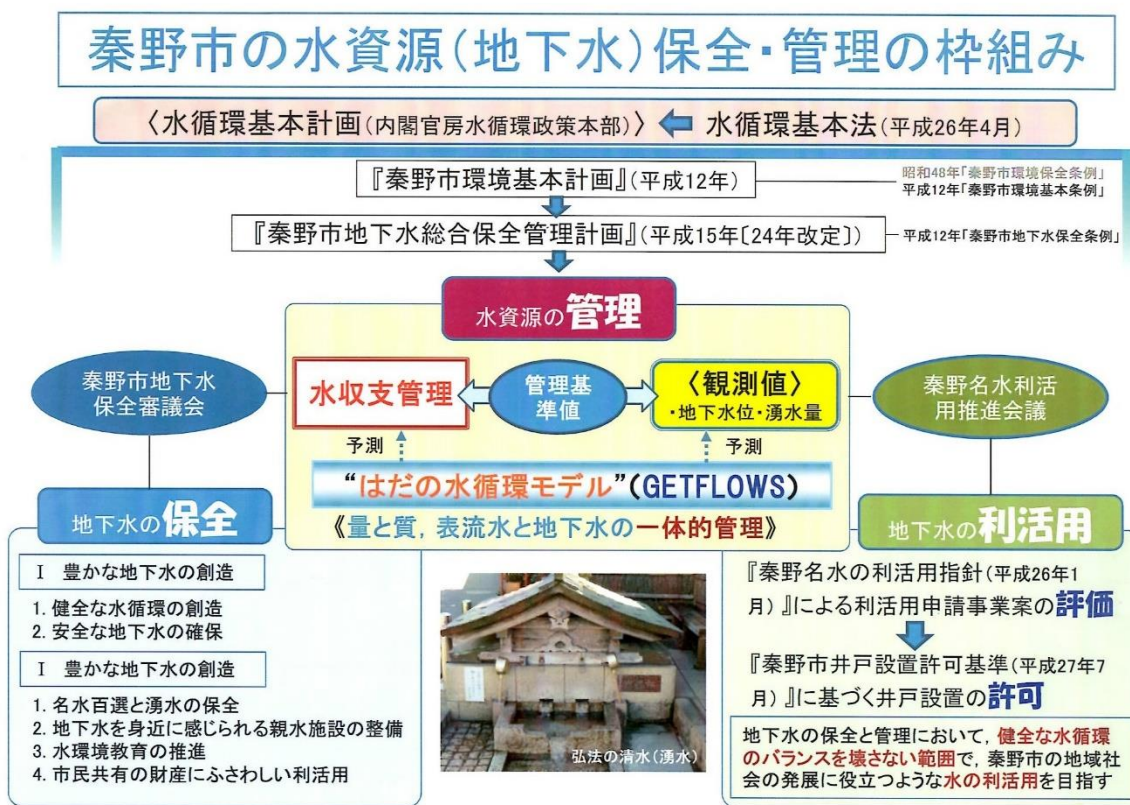 秦野市の水資源(地下水)保全・管理の枠組み
〈水循環基本計画(内閣官房水循環政策本部)〉 水循環基本法(平成26年4月)
『秦野市環境基本計画』(平成12年)
昭和48年「秦野市環境保全条例」
平成12年「秦野市環境基本条例」
『秦野市地下水総合保全管理計画』(平成15年〔24年改定〕)
平成12年「秦野市地下水保全条例」
水資源の管理
秦野市地下水
保全審議会
水収支管理
管理基
準値
〈観測値〉
・地下水位・湧水量
秦野名水利活
用推進会議
予測
予測
“はだの水循環モデル”(GETFLOWS)
《量と質,表流水と地下水の一体的管理》
地下水の保全
Ⅰ 豊かな地下水の創造
1. 健全な水循環の創造
2. 安全な地下水の確保
Ⅰ 豊かな地下水の創造
1. 名水百選と湧水の保全
2. 地下水を身近に感じられる親水施設の整備
3. 水環境教育の推進
4. 市民共有の財産にふさわしい利活用
弘法の清水(湧水)
地下水の利活用
『秦野名水の利活用指針(平成26年1
月)』による利活用申請事業案の評価
『秦野市井戸設置許可基準(平成27年7
月)』に基づく井戸設置の許可
地下水の保全と管理において,健全な水循環
のバランスを壊さない範囲で,秦野市の地域社
会の発展に役立つような水の利活用を目指す